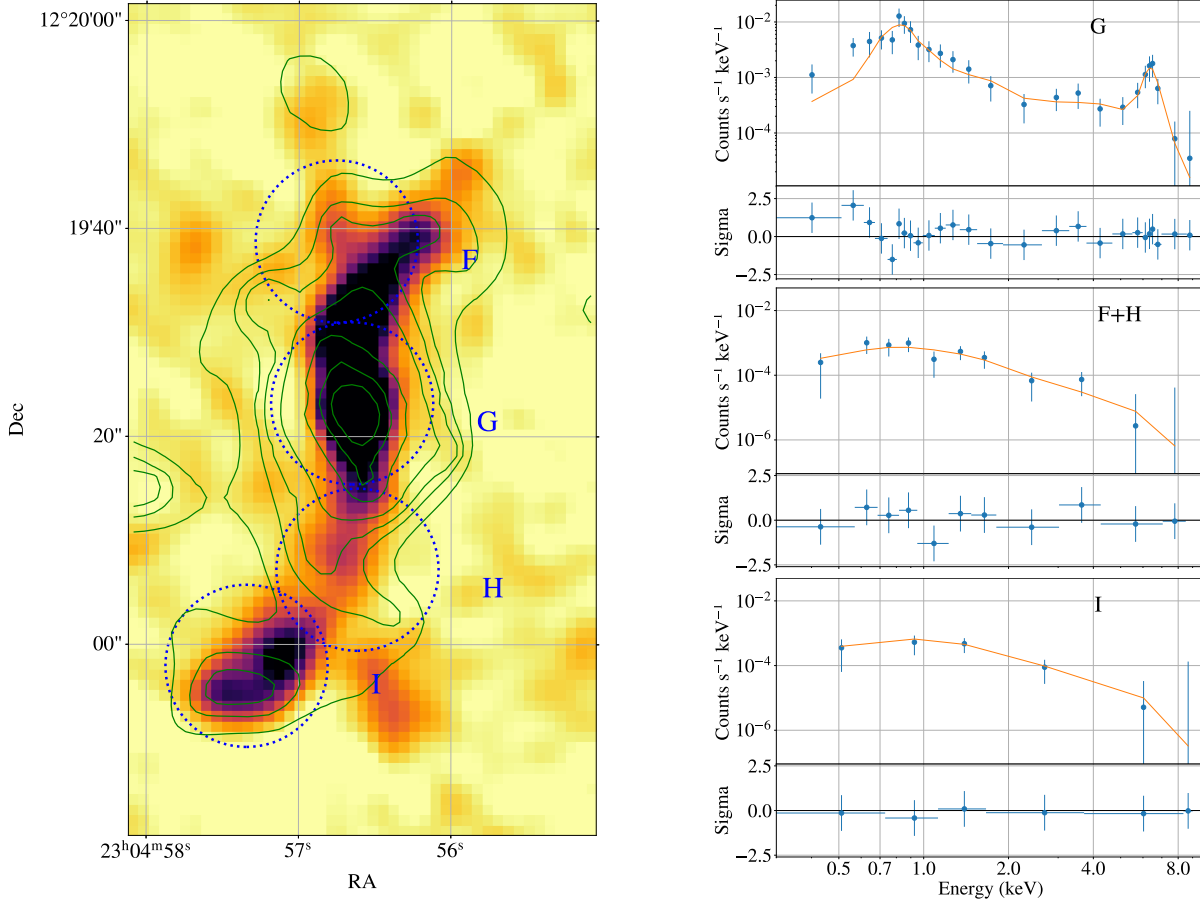 12°20'00"
19'40"
20"
00"
Dec
23ʰ04ᵐ58ˢ
57ˢ
56ˢ
RA
F
G
H
I
10⁻²
10⁻³
10⁻⁴
Counts s⁻¹ keV⁻¹
G
2.5
0.0
−2.5
Sigma
10⁻²
10⁻⁴
10⁻⁶
Counts s⁻¹ keV⁻¹
F+H
2.5
0.0
−2.5
Sigma
10⁻²
10⁻⁴
10⁻⁶
Counts s⁻¹ keV⁻¹
I
2.5
0.0
−2.5
Sigma
0.5 0.7 1.0 2.0 4.0 8.0
Energy (keV)